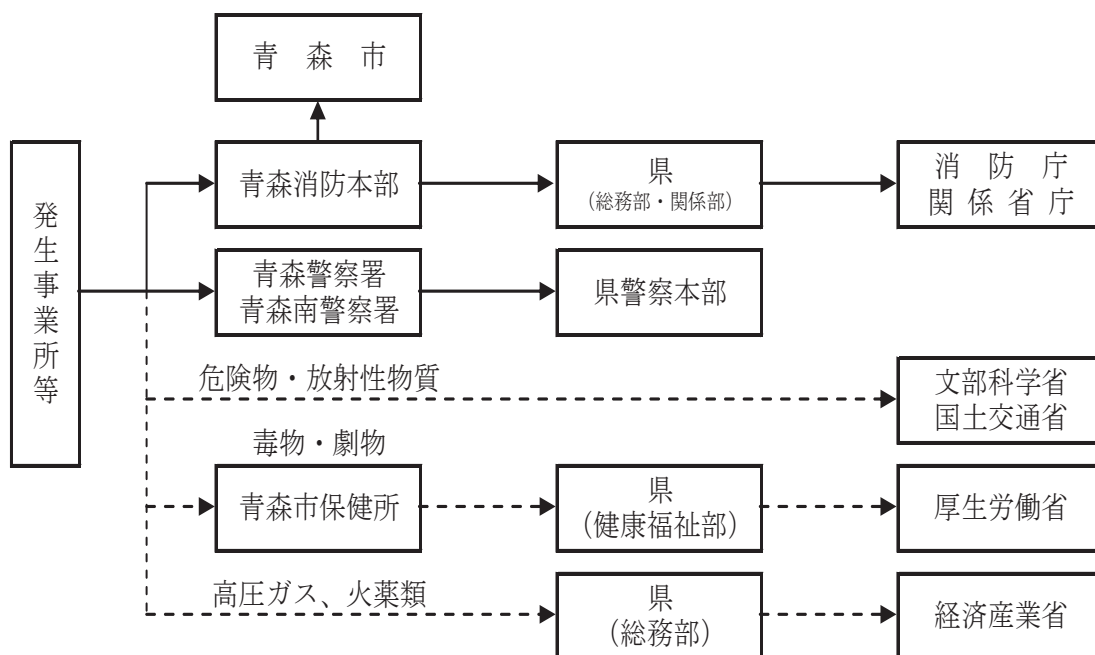 青森市
発生事業所等
青森消防本部
県
(総務部・関係部)
消防庁
関係省庁
青森警察署
青森南警察署
県警察本部
危険物・放射性物質
文部科学省
国土交通省
毒物・劇物
青森市保健所
県
(健康福祉部)
厚生労働省
高圧ガス、火薬類
県
(総務部)
経済産業省